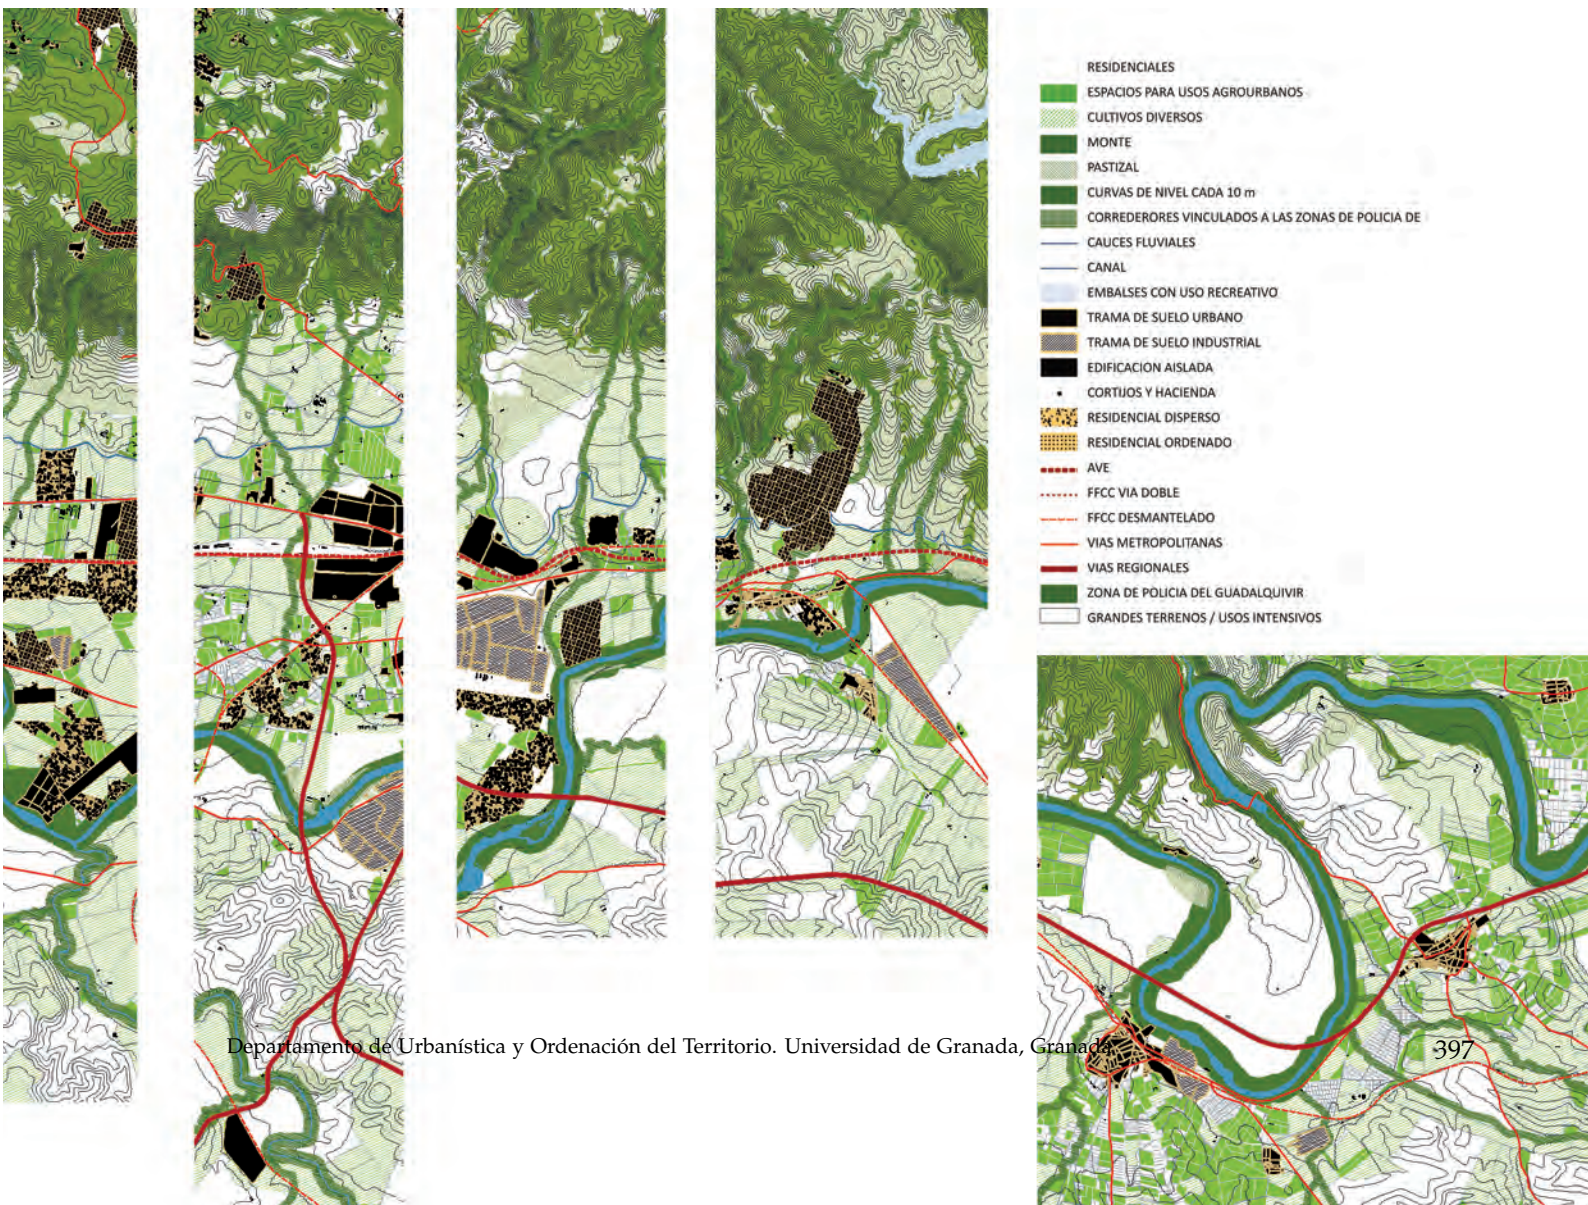 RESIDENCIALES
ESPACIOS PARA USOS AGROURBANOS
CULTIVOS DIVERSOS
MONTE
PASTIZAL
CURVAS DE NIVEL CADA 10 m
CORREDERORES VINCULADOS A LAS ZONAS DE POLICIA DE
CAUCES FLUVIALES
CANAL
EMBALSES CON USO RECREATIVO
TRAMA DE SUELO URBANO
TRAMA DE SUELO INDUSTRIAL
EDIFICACION AISLADA
CORTIJOS Y HACIENDA
RESIDENCIAL DISPERSO
RESIDENCIAL ORDENADO
AVE
FFCC VIA DOBLE
FFCC DESMANTELADO
VIAS METROPOLITANAS
VIAS REGIONALES
ZONA DE POLICIA DEL GUADALQUIVIR
GRANDES TERRENOS / USOS INTENSIVOS
Departamento de Urbanística y Ordenación del Territorio. Universidad de Granada, Granada
397